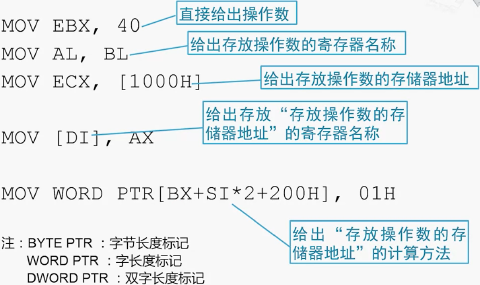 MOV EBX, 40
直接给出操作数
MOV AL, BL
给出存放操作数的寄存器名称
MOV ECX, [1000H]
给出存放操作数的存储器地址
给出存放“存放操作数的存
储器地址”的寄存器名称
MOV [DI], AX
MOV WORD PTR[BX+SI*2+200H], 01H
给出“存放操作数的存
储器地址”的计算方法
注：BYTE PTR ：字节长度标记
WORD PTR ：字长度标记
DWORD PTR ：双字长度标记